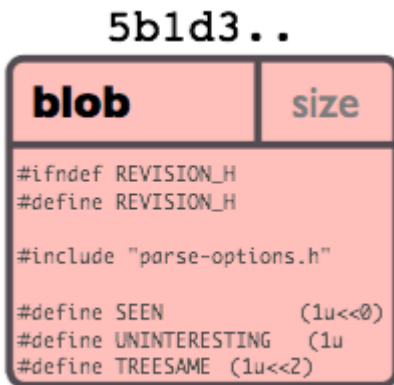 5b1d3..
blob size
#ifndef REVISION_H
#define REVISION_H
#include "parse-options.h"
#define SEEN (1u<<0)
#define UNINTERESTING (1u
#define TREESAME (1u<<2)